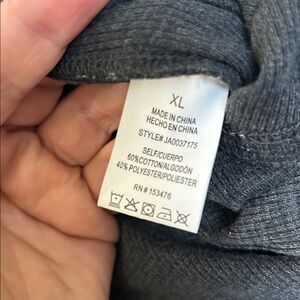 XL
MADE IN CHINA
HECHO EN CHINA
STYLE# JA0037175
SELF/CUERPO
60%COTTON/ALGODÓN
40% POLYESTER/POLIESTER
RN # 153476